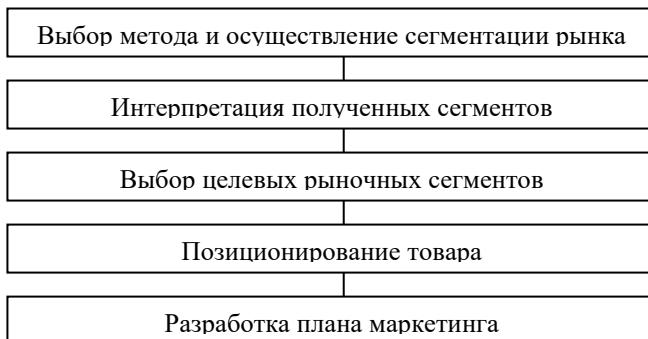 Выбор метода и осуществление сегментации рынка
Интерпретация полученных сегментов
Выбор целевых рыночных сегментов
Позиционирование товара
Разработка плана маркетинга